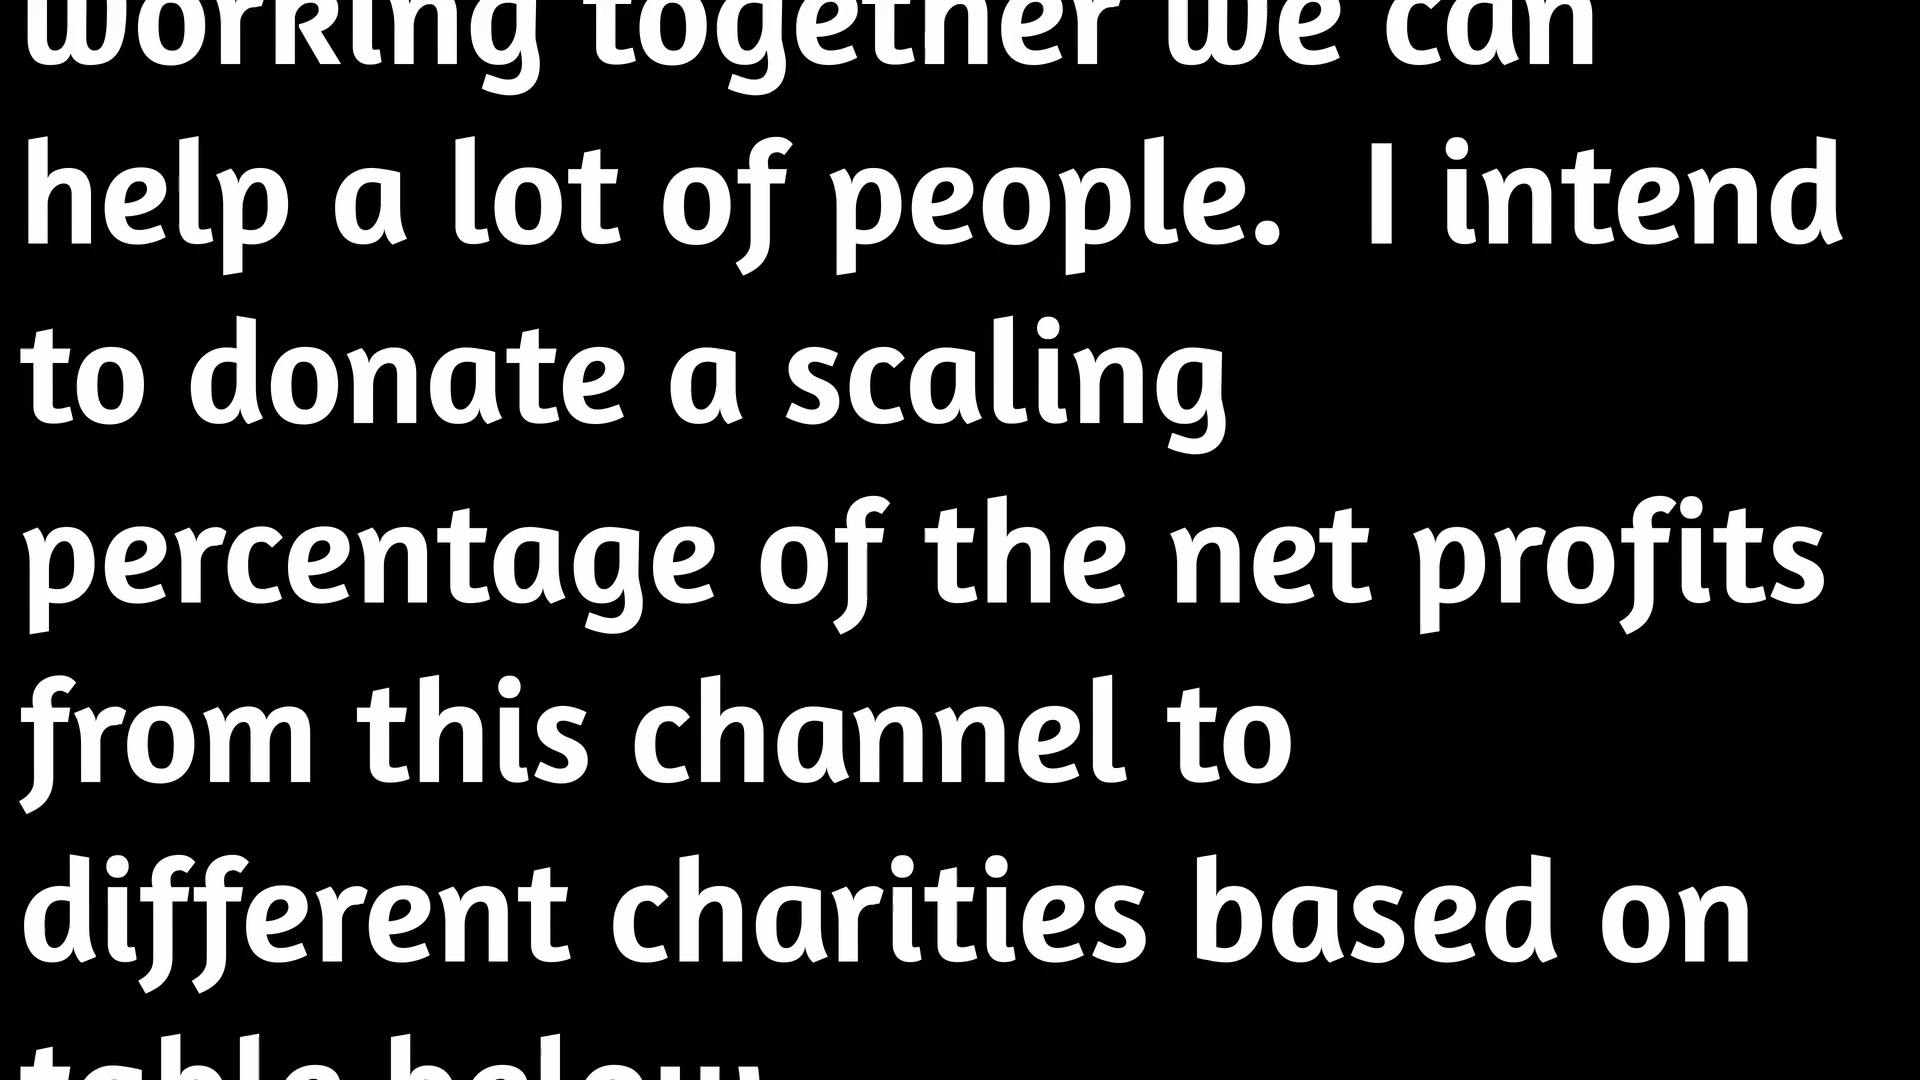 working together we can
help a lot of people.  I intend
to donate a scaling
percentage of the net profits
from this channel to
different charities based on
table below